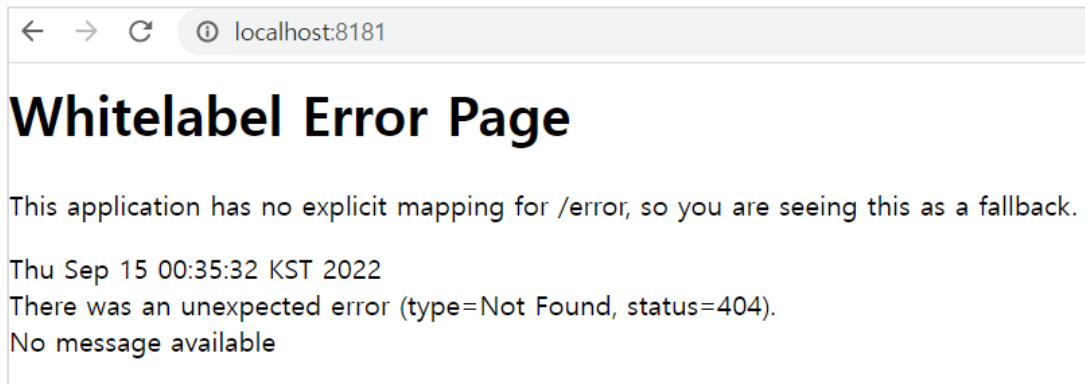 localhost:8181
Whitelabel Error Page
This application has no explicit mapping for /error, so you are seeing this as a fallback.
Thu Sep 15 00:35:32 KST 2022
There was an unexpected error (type=Not Found, status=404).
No message available